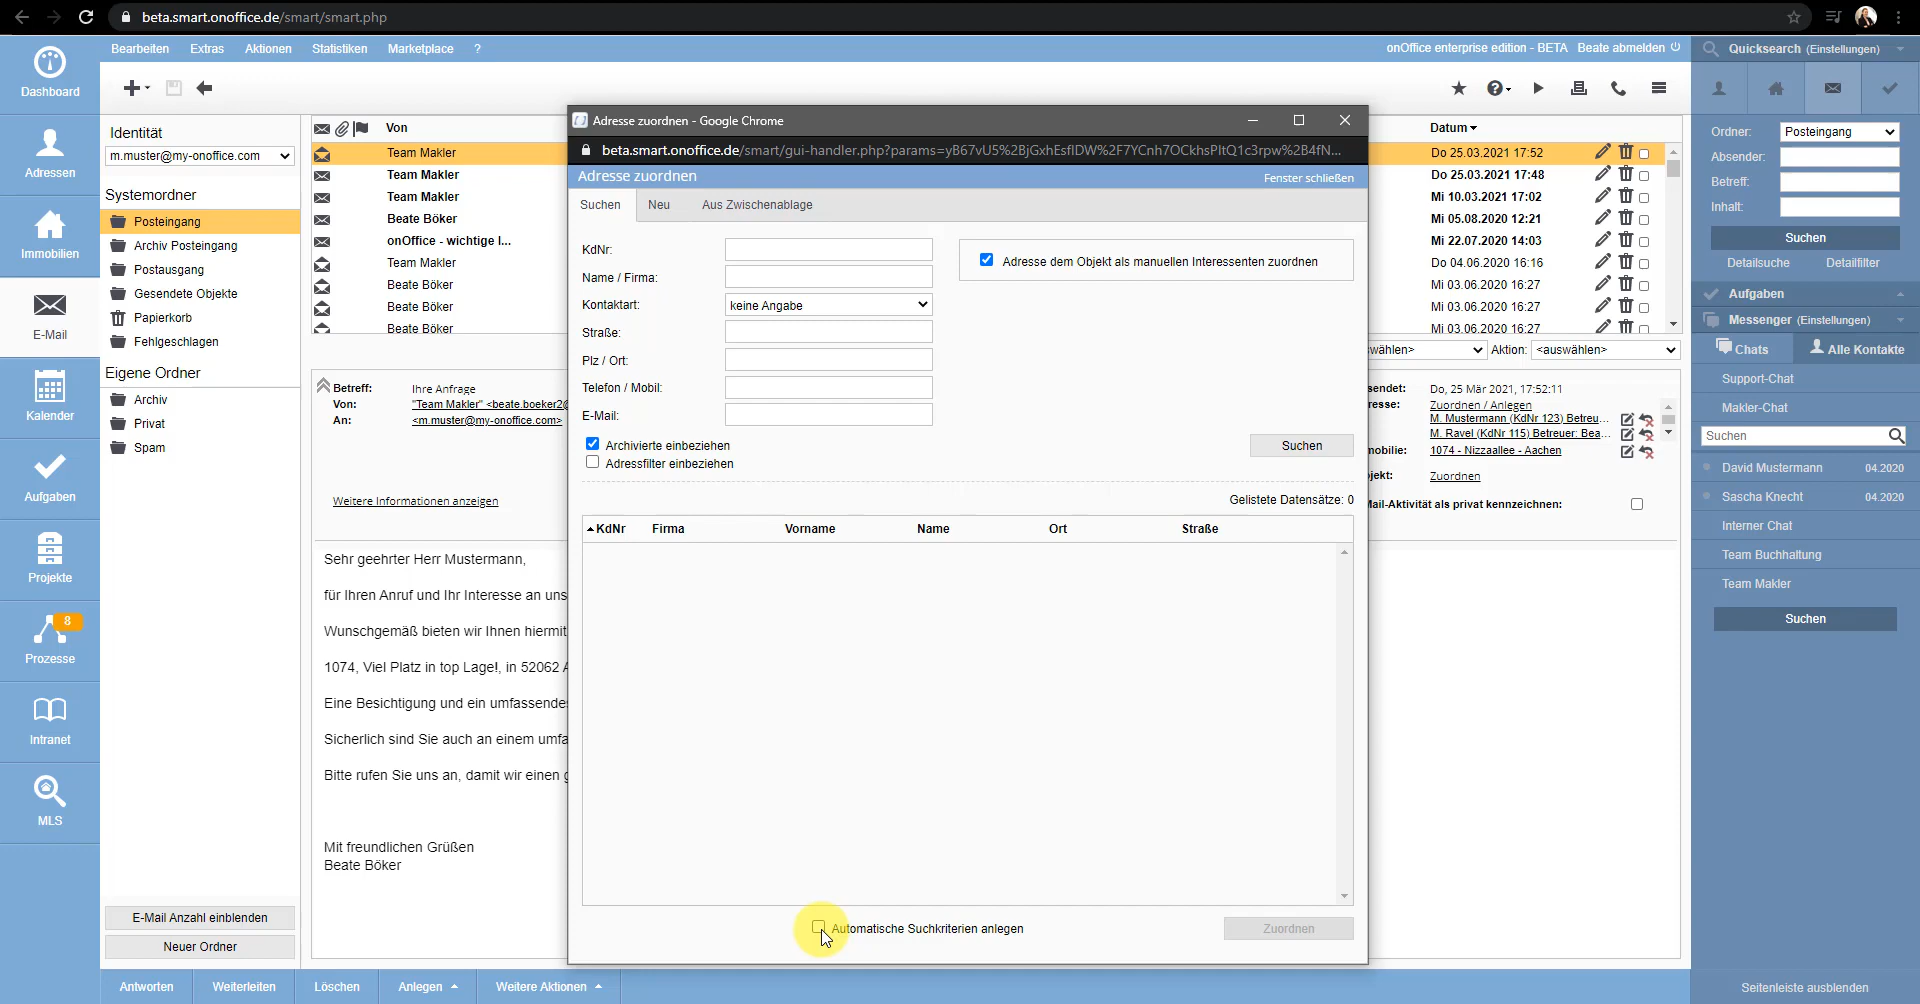 beta.smart.onoffice.de/smart/smart.php
Bearbeiten Extras Aktionen Statistiken Marketplace ?
onOffice enterprise edition - BETA Beate abmelden
Quicksearch (Einstellungen)
Dashboard
Adressen
Immobilien
E-Mail
Kalender
Aufgaben
Projekte
8
Prozesse
Intranet
MLS
Identität
m.muster@my-onoffice.com
Systemordner
Posteingang
Archiv Posteingang
Postausgang
Gesendete Objekte
Papierkorb
Fehlgeschlagen
Eigene Ordner
Archiv
Privat
Spam
E-Mail Anzahl einblenden
Neuer Ordner
Von
Team Makler
Team Makler
Team Makler
Beate Böker
onOffice - wichtige I...
Team Makler
Beate Böker
Beate Böker
Beate Böker
Datum
Do 25.03.2021 17:52
Do 25.03.2021 17:48
Mi 10.03.2021 17:02
Mi 05.08.2020 12:21
Mi 22.07.2020 14:03
Do 04.06.2020 16:16
Mi 03.06.2020 16:27
Mi 03.06.2020 16:27
Mi 03.06.2020 16:27
swählen> Aktion: <auswählen>
Betreff: Ihre Anfrage
Von: "Team Makler" <beate.boeker2@
An: <m.muster@my-onoffice.com>
Weitere Informationen anzeigen
sendet: Do, 25 Mär 2021, 17:52:11
resse: Zuordnen / Anlegen
M. Mustermann (KdNr 123) Betreu...
M. Ravel (KdNr 115) Betreuer: Bea...
mobilie: 1074 - Nizzaallee - Aachen
jekt: Zuordnen
Mail-Aktivität als privat kennzeichnen:
Sehr geehrter Herr Mustermann,
für Ihren Anruf und Ihr Interesse an uns
Wunschgemäß bieten wir Ihnen hiermit
1074, Viel Platz in top Lage!, in 52062 A
Eine Besichtigung und ein umfassende
Sicherlich sind Sie auch an einem umfa
Bitte rufen Sie uns an, damit wir einen g
Mit freundlichen Grüßen
Beate Böker
Adresse zuordnen - Google Chrome
beta.smart.onoffice.de/smart/gui-handler.php?params=yB67vU5%2BjGxhEsflDW%2F7YCnh7OCkhsPItQ1c3rpw%2B4fN...
Adresse zuordnen Fenster schließen
Suchen Neu Aus Zwischenablage
KdNr:
Name / Firma:
Kontaktart: keine Angabe
Straße:
Plz / Ort:
Telefon / Mobil:
E-Mail:
Adresse dem Objekt als manuellen Interessenten zuordnen
Archivierte einbeziehen
Adressfilter einbeziehen
Suchen
Gelistete Datensätze: 0
KdNr Firma Vorname Name Ort Straße
Automatische Suchkriterien anlegen
Zuordnen
Ordner: Posteingang
Absender:
Betreff:
Inhalt:
Suchen
Detailsuche Detailfilter
Aufgaben
Messenger (Einstellungen)
Chats Alle Kontakte
Support-Chat
Makler-Chat
Suchen
David Mustermann 04.2020
Sascha Knecht 04.2020
Interner Chat
Team Buchhaltung
Team Makler
Suchen
Seitenleiste ausblenden
Antworten Weiterleiten Löschen Anlegen Weitere Aktionen